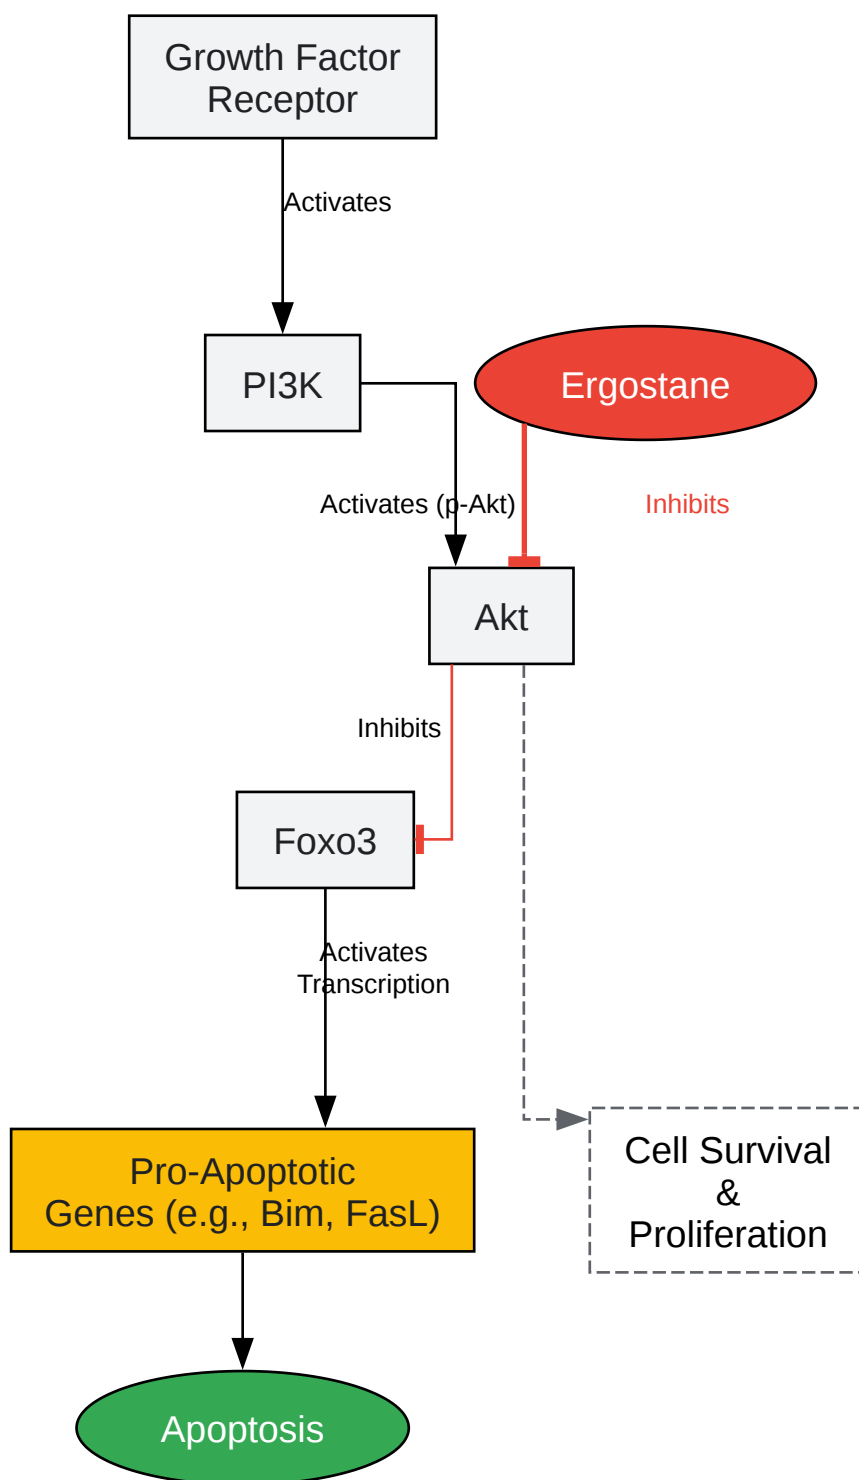 Growth Factor
Receptor
Activates
PI3K
Ergostane
Activates (p-Akt)
Inhibits
Akt
Inhibits
Foxo3
Activates
Transcription
Pro-Apoptotic
Genes (e.g., Bim, FasL)
Cell Survival
&
Proliferation
Apoptosis